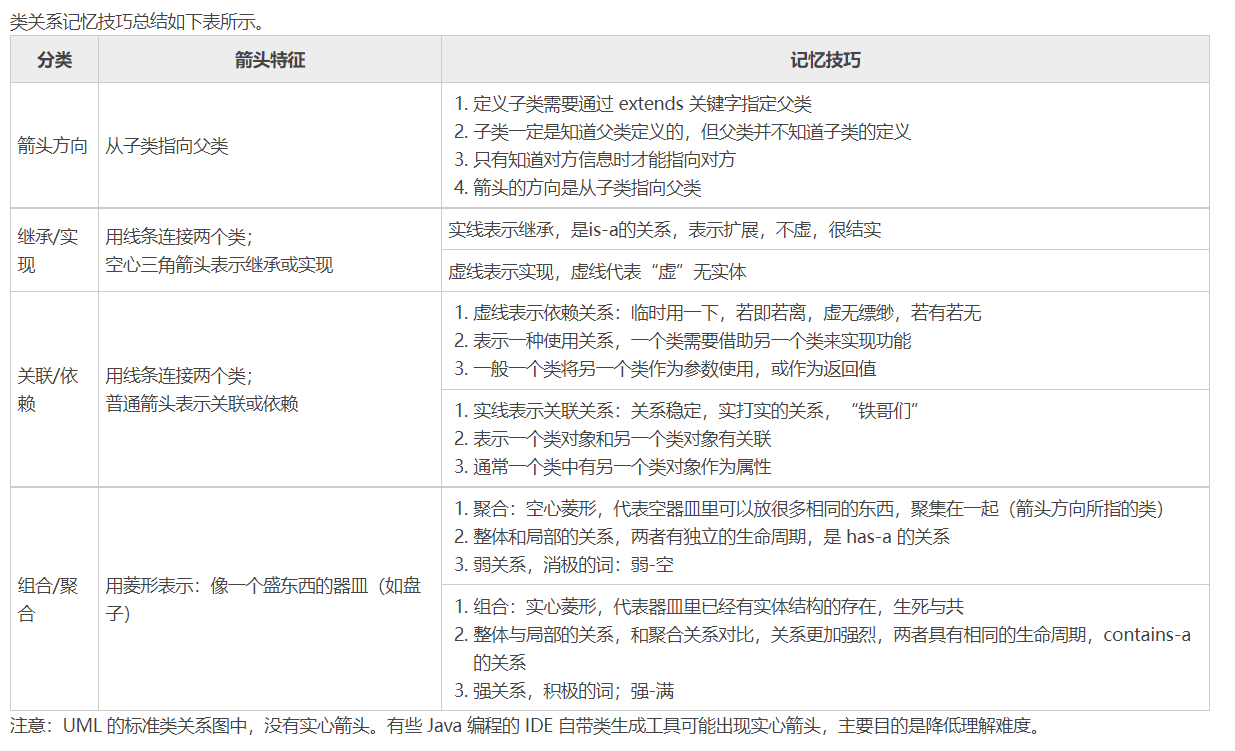 类关系记忆技巧总结如下表所示。
分类 箭头特征 记忆技巧
箭头方向 从子类指向父类
1. 定义子类需要通过 extends 关键字指定父类
2. 子类一定是知道父类定义的，但父类并不知道子类的定义
3. 只有知道对方信息时才能指向对方
4. 箭头的方向是从子类指向父类
继承/实
现
用线条连接两个类；
空心三角箭头表示继承或实现
实线表示继承，是is-a的关系，表示扩展，不虚，很结实
虚线表示实现，虚线代表“虚”无实体
关联/依
赖
用线条连接两个类；
普通箭头表示关联或依赖
1. 虚线表示依赖关系：临时用一下，若即若离，虚无缥缈，若有若无
2. 表示一种使用关系，一个类需要借助另一个类来实现功能
3. 一般一个类将另一个类作为参数使用，或作为返回值
1. 实线表示关联关系：关系稳定，实打实的关系，“铁哥们”
2. 表示一个类对象和另一个类对象有关联
3. 通常一个类中有另一个类对象作为属性
组合/聚
合
用菱形表示：像一个盛东西的器皿（如盘
子）
1. 聚合：空心菱形，代表空器皿里可以放很多相同的东西，聚集在一起（箭头方向所指的类）
2. 整体和局部的关系，两者有独立的生命周期，是 has-a 的关系
3. 弱关系，消极的词：弱-空
1. 组合：实心菱形，代表器皿里已经有实体结构的存在，生死与共
2. 整体与局部的关系，和聚合关系对比，关系更加强烈，两者具有相同的生命周期，contains-a
的关系
3. 强关系，积极的词；强-满
注意：UML 的标准类关系图中，没有实心箭头。有些 Java 编程的 IDE 自带类生成工具可能出现实心箭头，主要目的是降低理解难度。